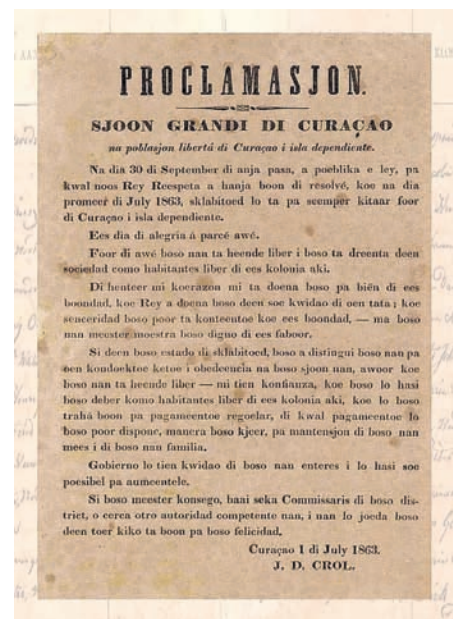 PROCLAMASJON.
SJOON GRANDI DI CURAÇAO
na poblasjon libertá di Curaçao i isla dependiente.
Na dia 30 di September di anja pasa, a poeblika e ley, pa
kwal noos Rey Reespeta a hanja boon di resolvé, koe na dia
promeer di July 1863, sklabitoed lo ta pa seemper kitaar foor
di Curaçao i isla dependiente.
Ees dia di alegria á parcé awé.
Foor di awé boso nan ta heende liber i boso ta dreenta deen
sociedad como habitantes liber di ees kolonia aki.
Di henteer mi koerazon mi ta doena boso pa biēn di ees
boondad, koe Rey a doena boso deen soe kwidao di oen tata; koe
senceridad boso poor ta konteentoe koe ees boondad, — ma boso
nan meester moestra boso digno di ees faboor.
Si deen boso estado di sklabitoed, boso a distingui boso nan pa
oen kondoektoe ketoe i obedeencia na boso sjoon nan, awoor koe
boso nan ta heende liber — mi tien konfianza, koe boso lo hasi
boso deber komo habitantes liber di ees kolonia aki, koe lo boso
trahá boon pa pagameentoe regoelar, di kwal pagameentoe lo
boso poor dispone, manera boso kjeer, pa mantensjon di boso nan
mees i di boso nan familia.
Gobierno lo tien kwidao di boso nan enteres i lo hasi soe
poesibel pa aumeentele.
Si boso meester konsego, baai seka Commissaris di boso dis-
trict, o cerca otro autoridad competente nan, i nan lo joeda boso
deen toer kiko ta boon pa boso felicidad.
Curaçao 1 di July 1863.
J. D. CROL.